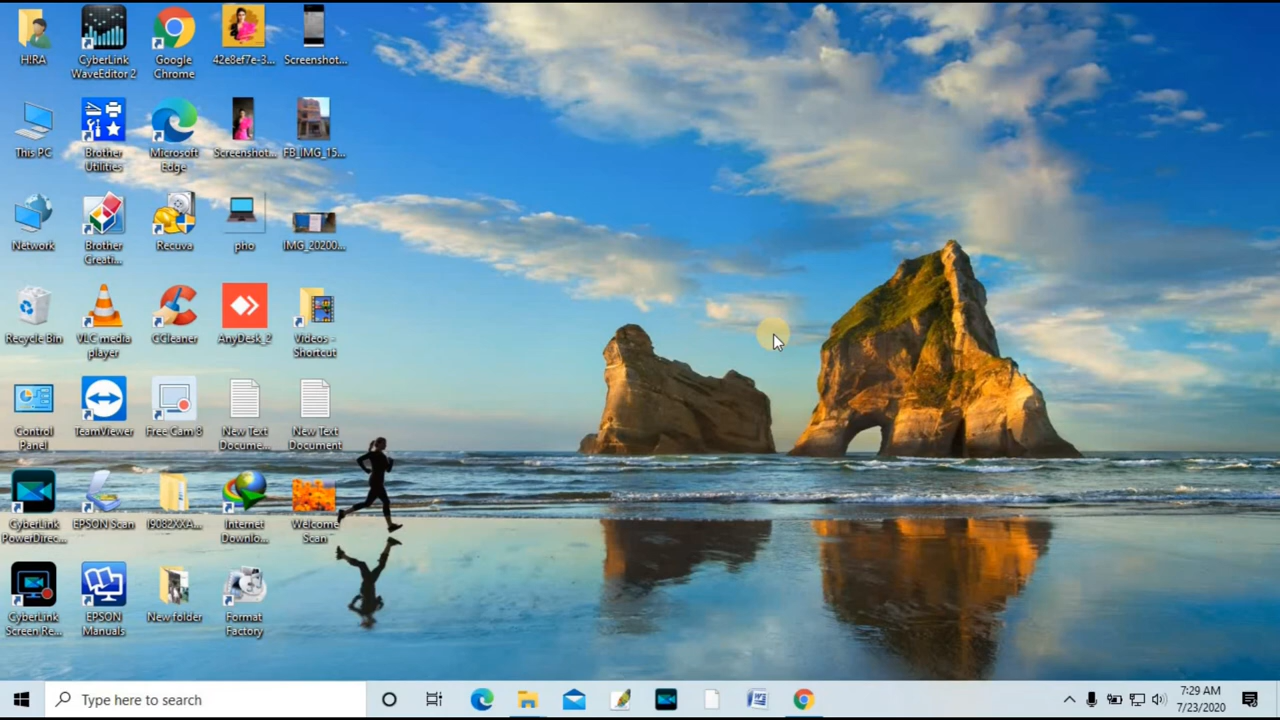 H!RA
CyberLink
WaveEditor 2
Google
Chrome
42e8ef7e-3...
Screenshot...
This PC
Brother
Utilities
Microsoft
Edge
Screenshot...
FB_IMG_15...
Network
Brother
Creati...
Recuva
pho
IMG_20200...
Recycle Bin
VLC media
player
CCleaner
AnyDesk_2
Videos -
Shortcut
Control
Panel
TeamViewer
Free Cam 8
New Text
Docume...
New Text
Document
CyberLink
PowerDirec...
EPSON Scan
I9082XXA...
Internet
Downlo...
Welcome
Scan
CyberLink
Screen Re...
EPSON
Manuals
New folder
Format
Factory
Type here to search
7:29 AM
7/23/2020